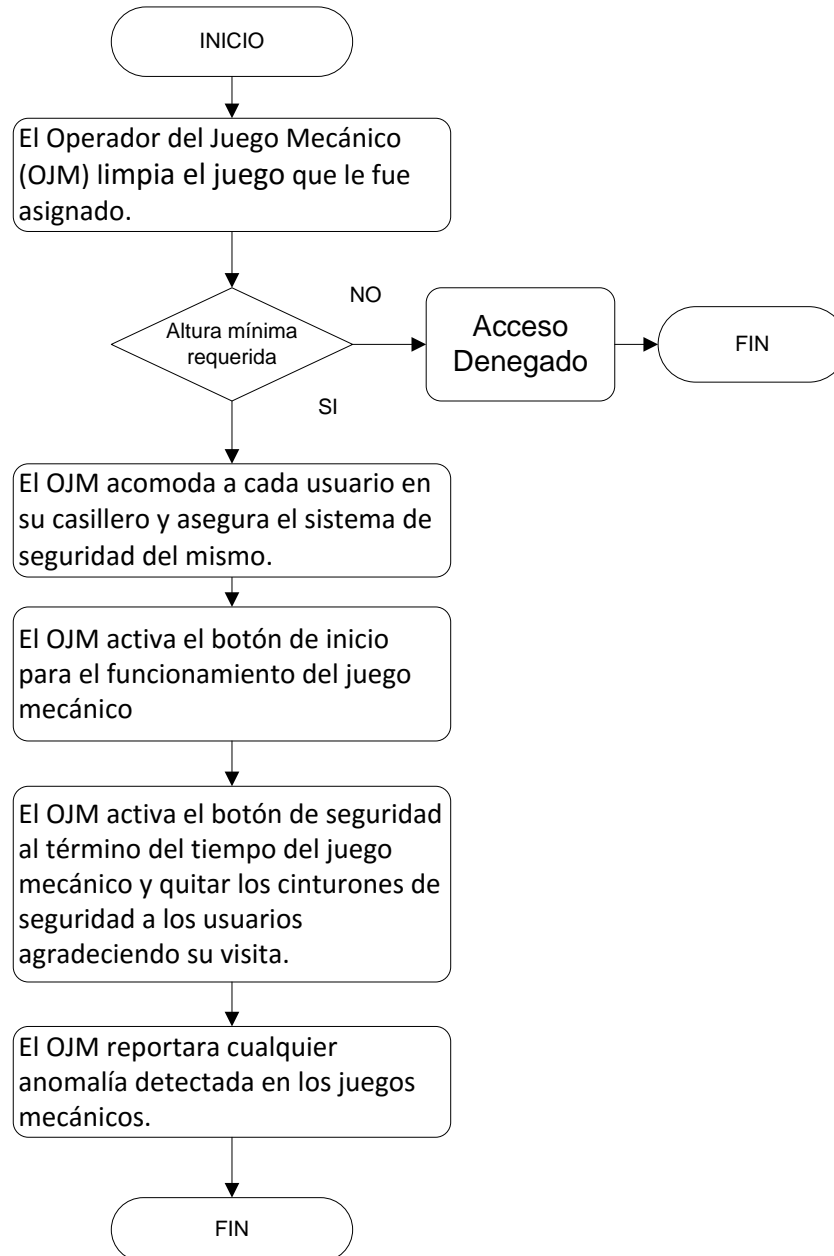 INICIO
El Operador del Juego Mecánico
(OJM) limpia el juego que le fue
asignado.
NO
Altura mínima
requerida
Acceso
Denegado
FIN
SI
El OJM acomoda a cada usuario en
su casillero y asegura el sistema de
seguridad del mismo.
El OJM activa el botón de inicio
para el funcionamiento del juego
mecánico
El OJM activa el botón de seguridad
al término del tiempo del juego
mecánico y quitar los cinturones de
seguridad a los usuarios
agradeciendo su visita.
El OJM reportara cualquier
anomalía detectada en los juegos
mecánicos.
FIN